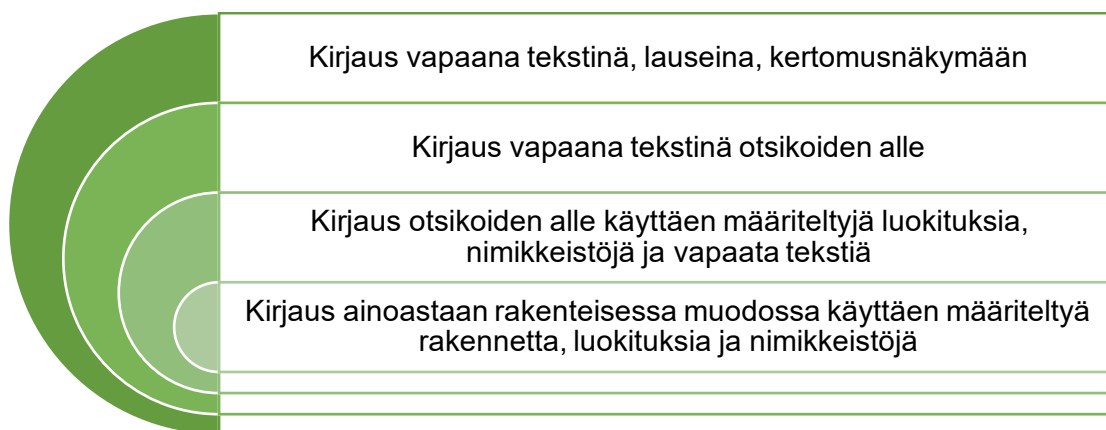 Kirjaus vapaana tekstinä, lauseina, kertomusnäkymään
Kirjaus vapaana tekstinä otsikoiden alle
Kirjaus otsikoiden alle käyttäen määriteltyjä luokituksia,
nimikkeistöjä ja vapaata tekstiä
Kirjaus ainoastaan rakenteisessa muodossa käyttäen määriteltyä
rakennetta, luokituksia ja nimikkeistöjä